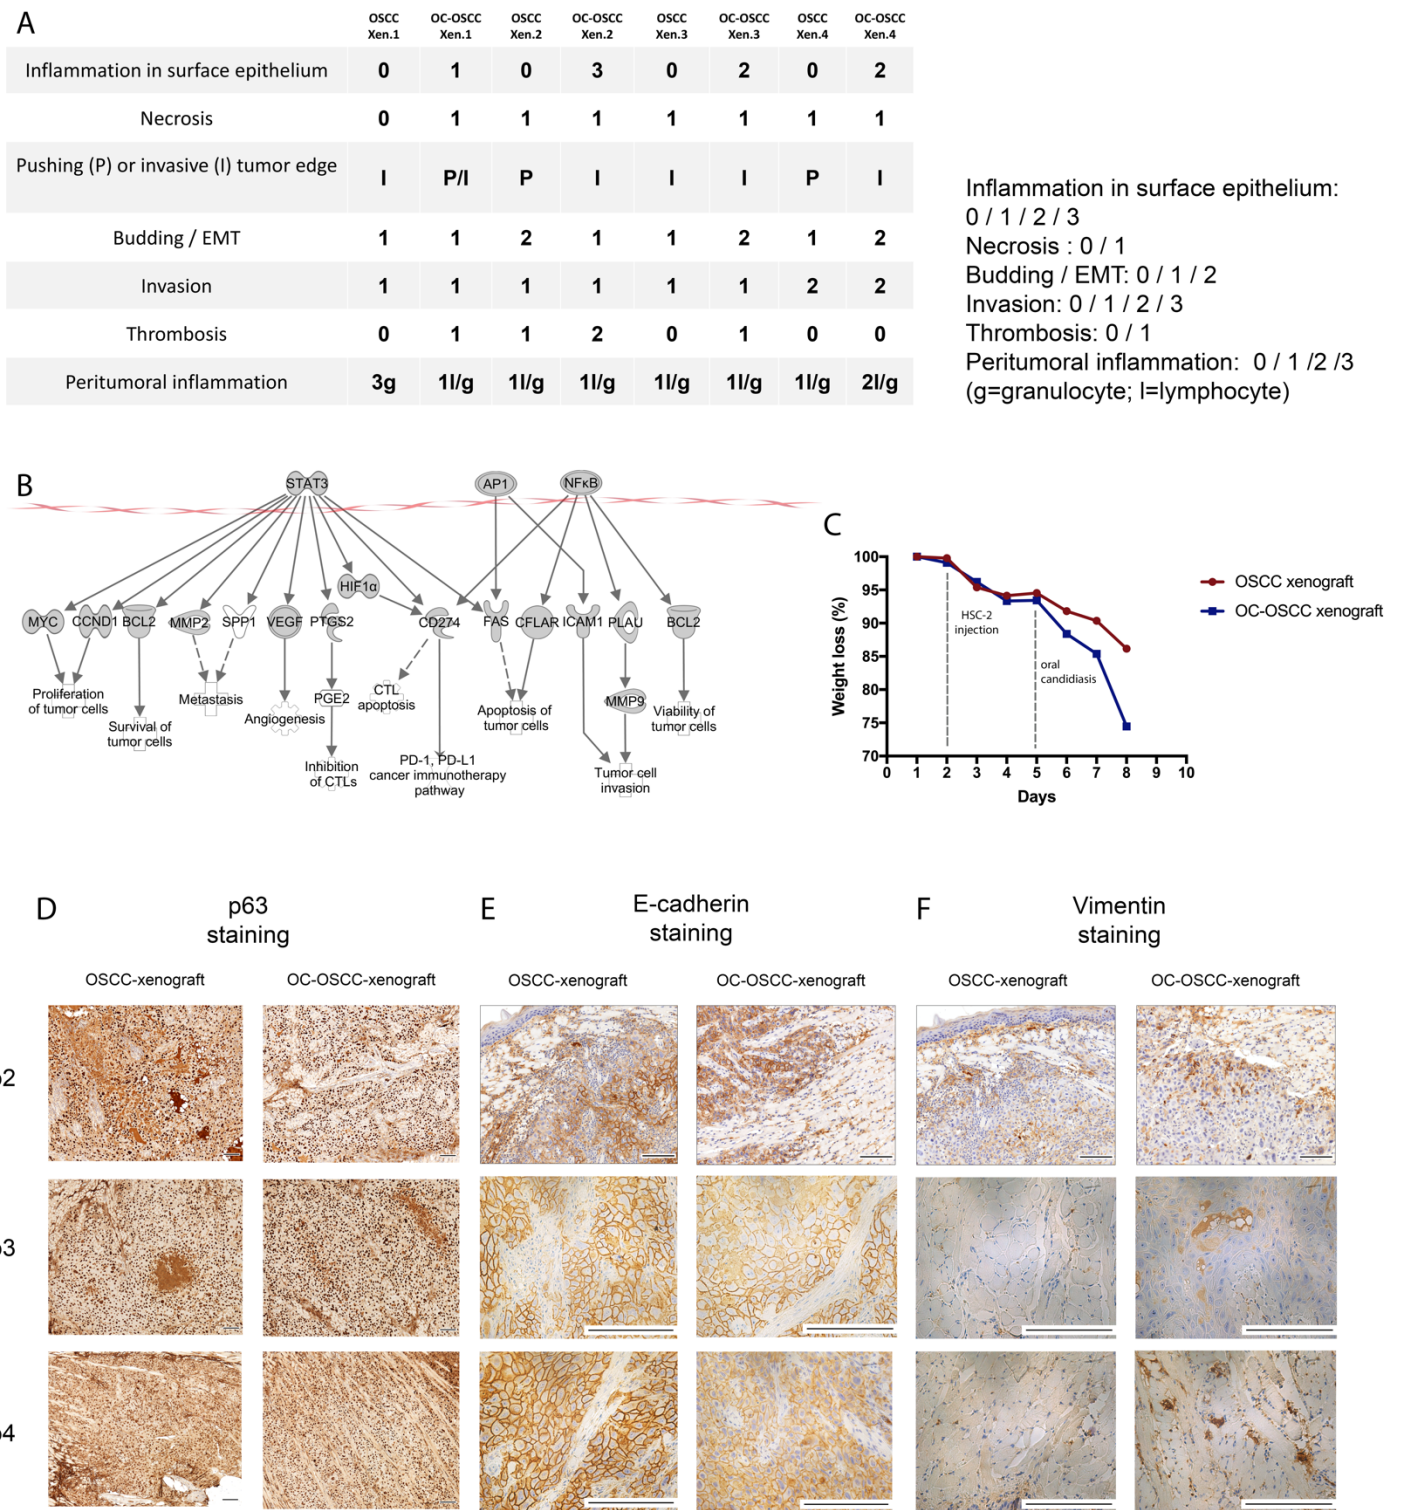 A
OSCC Xen.1 OC-OSCC Xen.1 OSCC Xen.2 OC-OSCC Xen.2 OSCC Xen.3 OC-OSCC Xen.3 OSCC Xen.4 OC-OSCC Xen.4
Inflammation in surface epithelium 0 1 0 3 0 2 0 2
Necrosis 0 1 1 1 1 1 1 1
Pushing (P) or invasive (I) tumor edge I P/I P I I I P I
Budding / EMT 1 1 2 1 1 2 1 2
Invasion 1 1 1 1 1 1 2 2
Thrombosis 0 1 1 2 0 1 0 0
Peritumoral inflammation 3g 1l/g 1l/g 1l/g 1l/g 1l/g 1l/g 2l/g
Inflammation in surface epithelium:
0 / 1 / 2 / 3
Necrosis : 0 / 1
Budding / EMT: 0 / 1 / 2
Invasion: 0 / 1 / 2 / 3
Thrombosis: 0 / 1
Peritumoral inflammation: 0 / 1 /2 /3
(g=granulocyte; l=lymphocyte)
B
STAT3 AP1 NFκB
HIF1α
MYC CCND1 BCL2 MMP2 SPP1 VEGF PTGS2 CD274 FAS CFLAR ICAM1 PLAU BCL2
Proliferation
of tumor cells
Survival of
tumor cells
Metastasis
Angiogenesis
PGE2
Inhibition
of CTLs
CTL
apoptosis
PD-1, PD-L1
cancer immunotherapy
pathway
Apoptosis of
tumor cells
MMP9
Tumor cell
invasion
Viability of
tumor cells
C
Weight loss (%)
100
95
90
85
80
75
70
0 1 2 3 4 5 6 7 8 9 10
Days
HSC-2
injection
oral
candidiasis
OSCC xenograft
OC-OSCC xenograft
D
p63
staining
OSCC-xenograft OC-OSCC-xenograft
E
E-cadherin
staining
OSCC-xenograft OC-OSCC-xenograft
F
Vimentin
staining
OSCC-xenograft OC-OSCC-xenograft
2
3
4